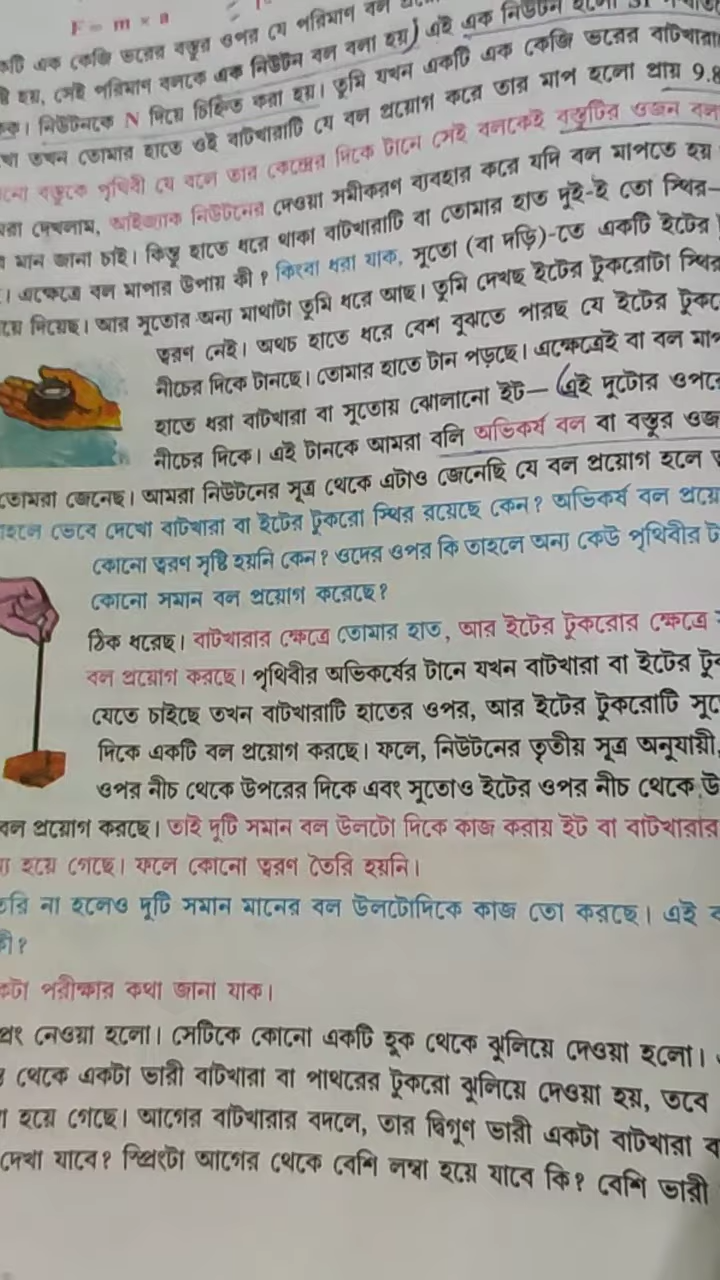 F = m × a
একটি এক কেজি ভরের বস্তুর ওপর যে পরিমাণ বল
হয়, সেই পরিমাণ বলকে এক নিউটন বল বলা হয়) এই এক নিউটন হলো
। নিউটনকে N দিয়ে চিহ্নিত করা হয়। তুমি যখন একটি এক কেজি ভরের বাটখারা
তখন তোমার হাতে ওই বাটখারাটি যে বল প্রয়োগ করে তার মাপ হলো প্রায় 9.8
বস্তুকে পৃথিবী যে বলে তার কেন্দ্রের দিকে টানে সেই বলকেই বস্তুটির ওজন বল
দেখলাম, আইজ্যাক নিউটনের দেওয়া সমীকরণ ব্যবহার করে যদি বল মাপতে হয়
মান জানা চাই। কিন্তু হাতে ধরে থাকা বাটখারাটি বা তোমার হাত দুই-ই তো স্থির—
। এক্ষেত্রে বল মাপার উপায় কী? কিংবা ধরা যাক, সুতো (বা দড়ি)-তে একটি ইটের
দিয়েছ। আর সুতোর অন্য মাথাটা তুমি ধরে আছ। তুমি দেখছ ইটের টুকরোটা স্থির
ত্বরণ নেই। অথচ হাতে ধরে বেশ বুঝতে পারছ যে ইটের টুক
নীচের দিকে টানছে। তোমার হাতে টান পড়ছে। এক্ষেত্রেই বা বল মাপ
হাতে ধরা বাটখারা বা সুতোয় ঝোলানো ইট— (এই দুটোর ওপরে
নীচের দিকে। এই টানকে আমরা বলি অভিকর্ষ বল বা বস্তুর ওজ
তোমরা জেনেছ। আমরা নিউটনের সূত্র থেকে এটাও জেনেছি যে বল প্রয়োগ হলে
তাহলে ভেবে দেখো বাটখারা বা ইটের টুকরো স্থির রয়েছে কেন? অভিকর্ষ বল প্রয়ো
কোনো ত্বরণ সৃষ্টি হয়নি কেন? ওদের ওপর কি তাহলে অন্য কেউ পৃথিবীর ট
কোনো সমান বল প্রয়োগ করেছে?
ঠিক ধরেছ। বাটখারার ক্ষেত্রে তোমার হাত, আর ইটের টুকরোর ক্ষেত্রে
বল প্রয়োগ করছে। পৃথিবীর অভিকর্ষের টানে যখন বাটখারা বা ইটের টুক
যেতে চাইছে তখন বাটখারাটি হাতের ওপর, আর ইটের টুকরোটি সুতো
দিকে একটি বল প্রয়োগ করছে। ফলে, নিউটনের তৃতীয় সূত্র অনুযায়ী,
ওপর নীচ থেকে উপরের দিকে এবং সুতোও ইটের ওপর নীচ থেকে উ
বল প্রয়োগ করছে। তাই দুটি সমান বল উলটো দিকে কাজ করায় ইট বা বাটখারার
হয়ে গেছে। ফলে কোনো ত্বরণ তৈরি হয়নি।
তৈরি না হলেও দুটি সমান মানের বল উলটোদিকে কাজ তো করছে। এই
কী?
একটা পরীক্ষার কথা জানা যাক।
নেওয়া হলো। সেটিকে কোনো একটি হুক থেকে ঝুলিয়ে দেওয়া হলো।
থেকে একটা ভারী বাটখারা বা পাথরের টুকরো ঝুলিয়ে দেওয়া হয়, তবে
হয়ে গেছে। আগের বাটখারার বদলে, তার দ্বিগুণ ভারী একটা বাটখারা
দেখা যাবে? স্প্রিংটা আগের থেকে বেশি লম্বা হয়ে যাবে কি? বেশি ভারী